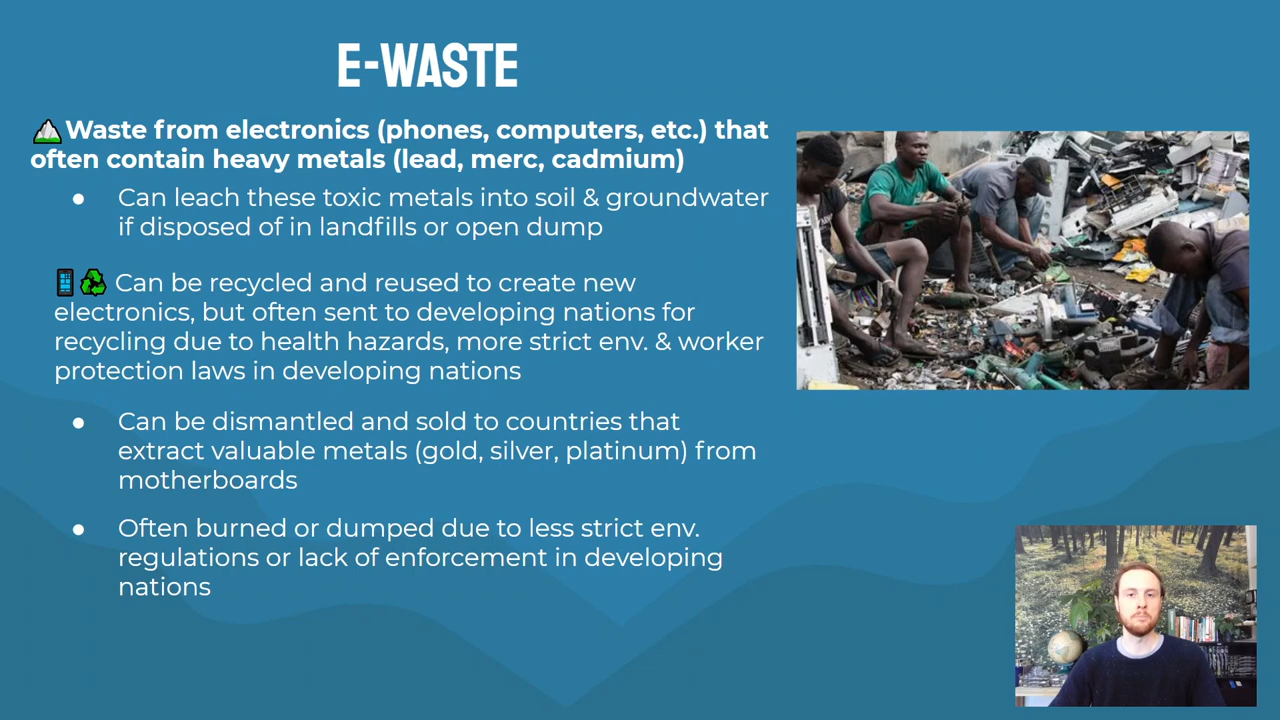 E-WASTE
Waste from electronics (phones, computers, etc.) that
often contain heavy metals (lead, merc, cadmium)
● Can leach these toxic metals into soil & groundwater
if disposed of in landfills or open dump
Can be recycled and reused to create new
electronics, but often sent to developing nations for
recycling due to health hazards, more strict env. & worker
protection laws in developing nations
● Can be dismantled and sold to countries that
extract valuable metals (gold, silver, platinum) from
motherboards
● Often burned or dumped due to less strict env.
regulations or lack of enforcement in developing
nations